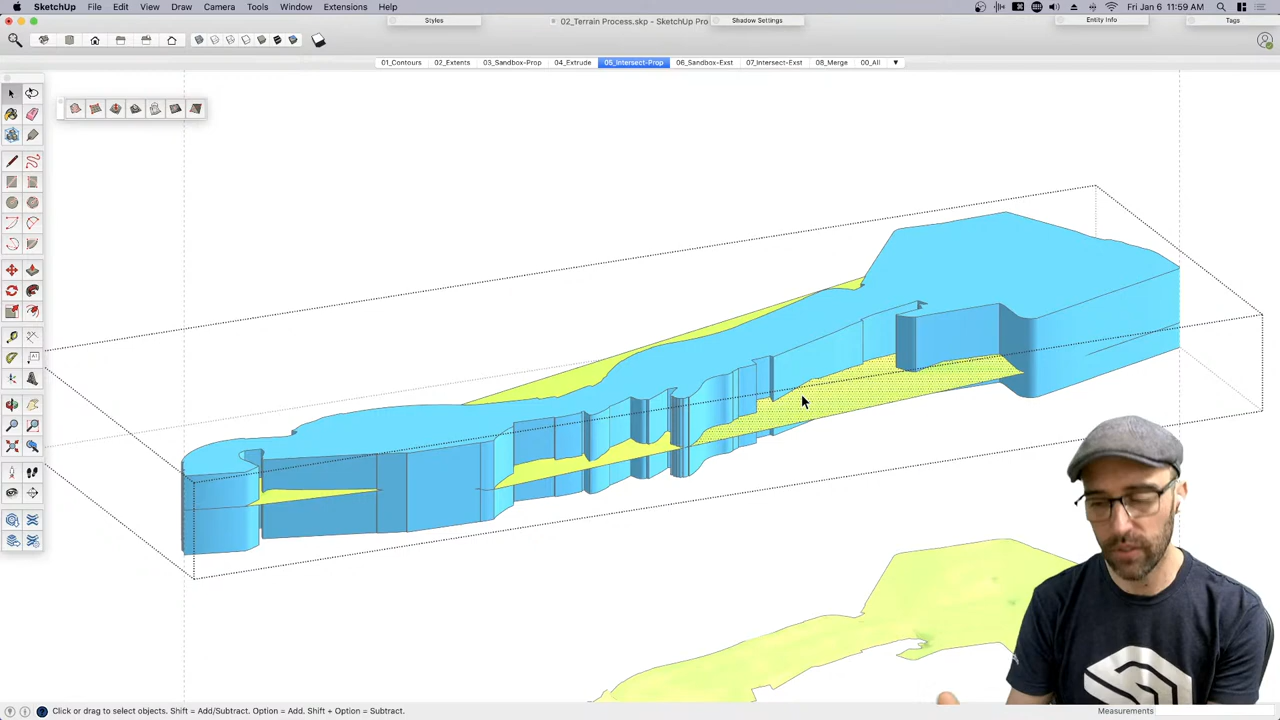 SketchUp File Edit View Draw Camera Tools Window Extensions Help
Fri Jan 6 11:59 AM
Styles
02_Terrain Process.skp - SketchUp Pro
Shadow Settings
Entity Info
Tags
01_Contours 02_Extents 03_Sandbox-Prop 04_Extrude 05_Intersect-Prop 06_Sandbox-Exst 07_Intersect-Exst 08_Merge 00_All
Click or drag to select objects. Shift = Add/Subtract. Option = Add. Shift + Option = Subtract.
Measurements